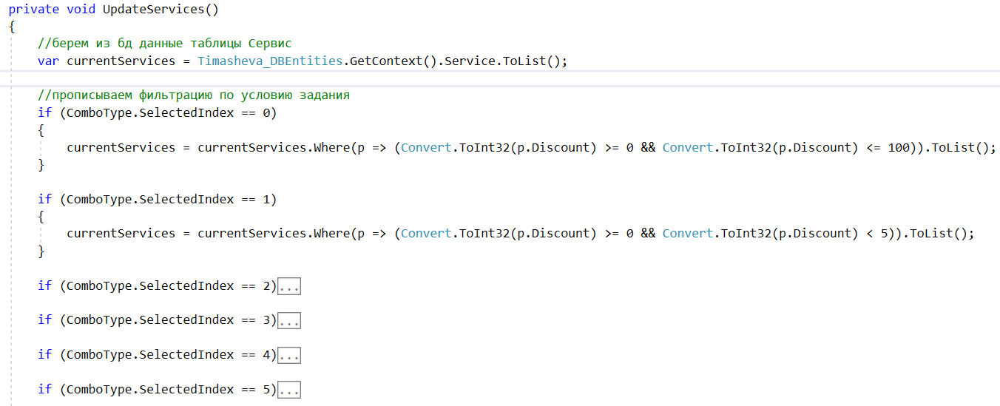 private void UpdateServices()
{
//берем из бд данные таблицы Сервис
var currentServices = Timasheva_DBEntities.GetContext().Service.ToList();
//прописываем фильтрацию по условию задания
if (ComboType.SelectedIndex == 0)
{
currentServices = currentServices.Where(p => (Convert.ToInt32(p.Discount) >= 0 && Convert.ToInt32(p.Discount) <= 100)).ToList();
}
if (ComboType.SelectedIndex == 1)
{
currentServices = currentServices.Where(p => (Convert.ToInt32(p.Discount) >= 0 && Convert.ToInt32(p.Discount) < 5)).ToList();
}
if (ComboType.SelectedIndex == 2)...
if (ComboType.SelectedIndex == 3)...
if (ComboType.SelectedIndex == 4)...
if (ComboType.SelectedIndex == 5)...